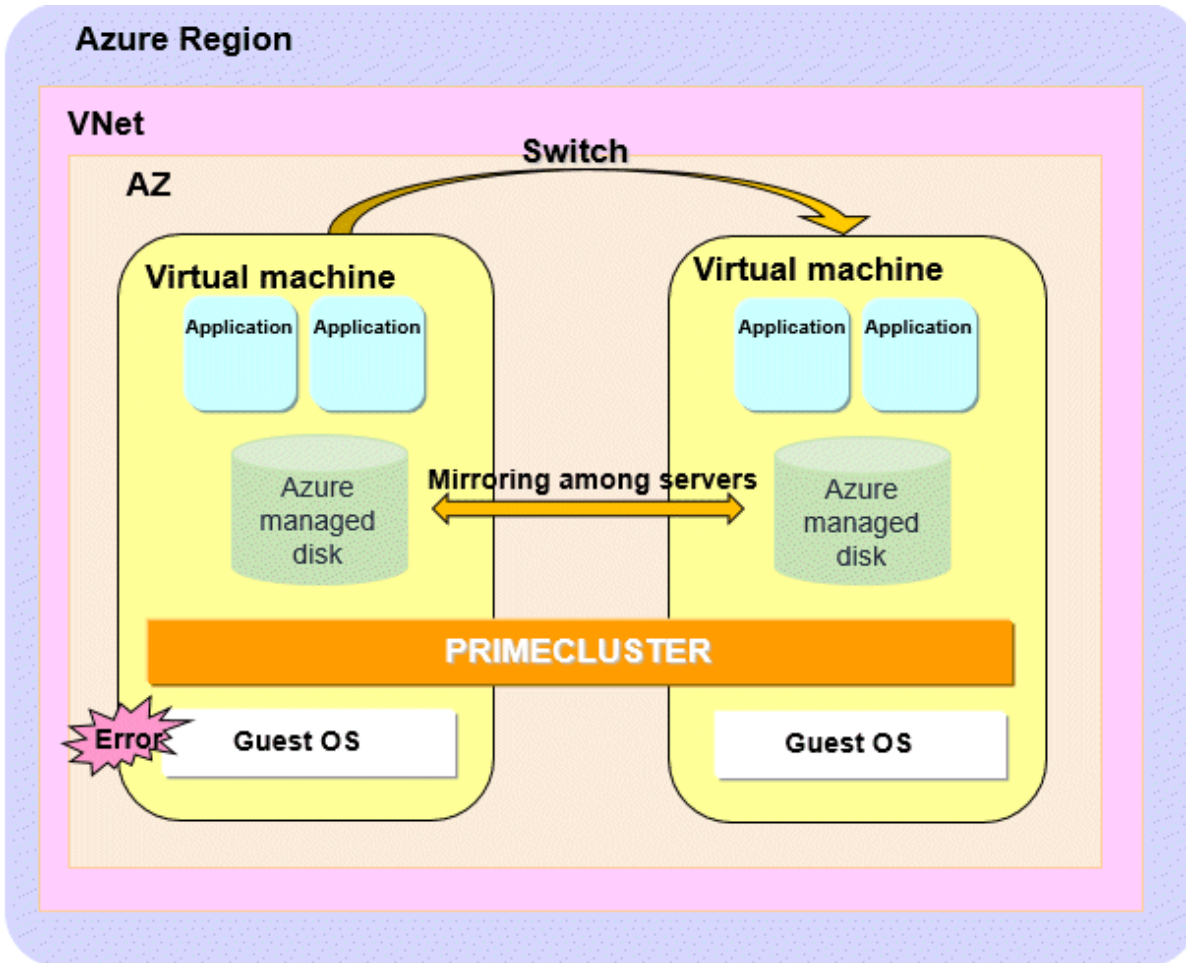 Azure Region
VNet
Switch
AZ
Virtual machine
Virtual machine
Application
Application
Application
Application
Mirroring among servers
Azure
managed
disk
Azure
managed
disk
PRIMECLUSTER
Error
Guest OS
Guest OS